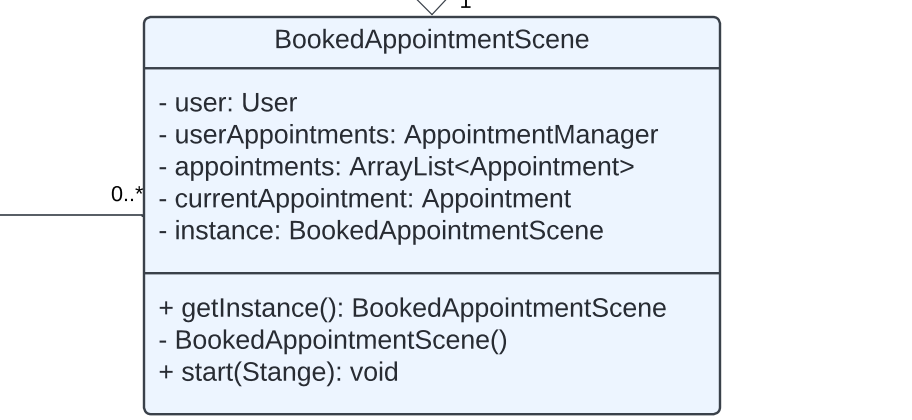 1
BookedAppointmentScene
- user: User
- userAppointments: AppointmentManager
- appointments: ArrayList<Appointment>
0..*
- currentAppointment: Appointment
- instance: BookedAppointmentScene
+ getInstance(): BookedAppointmentScene
- BookedAppointmentScene()
+ start(Stange): void